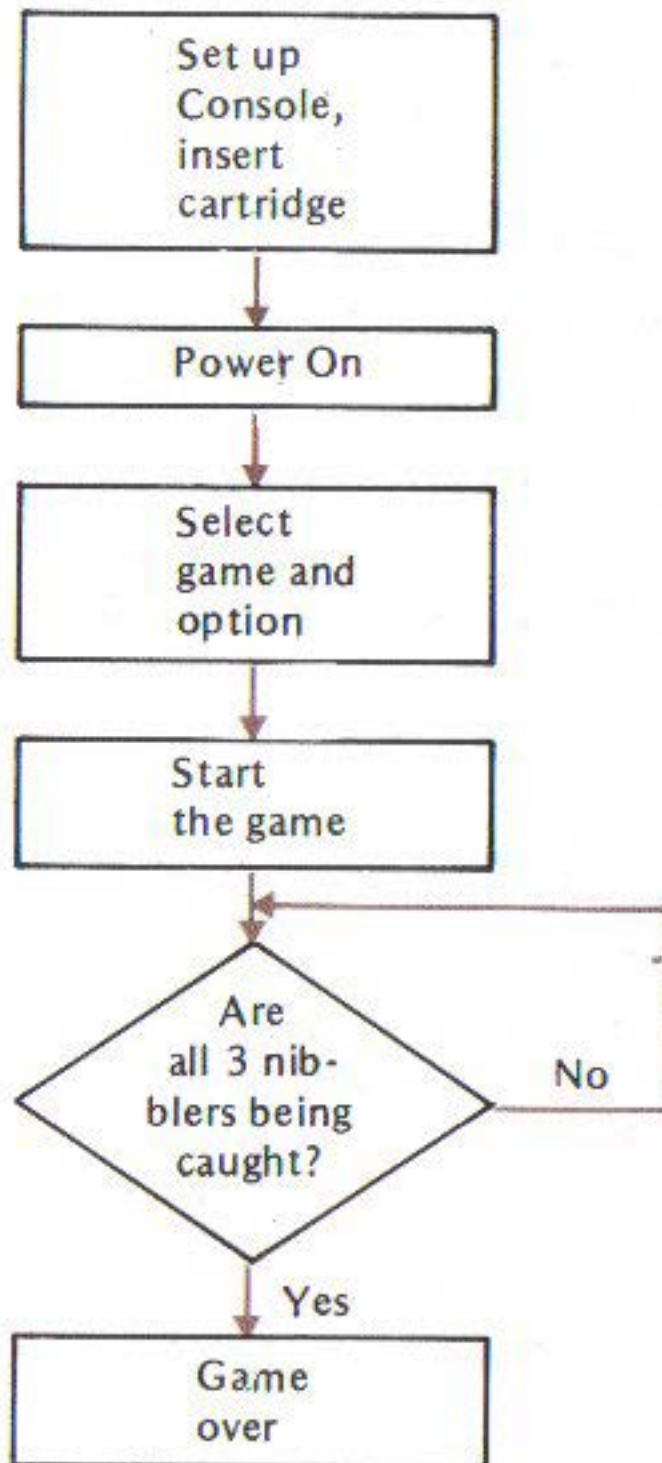 Set up
Console,
insert
cartridge
Power On
Select
game and
option
Start
the game
Are
all 3 nib-
blers being
caught?
No
Yes
Game
over